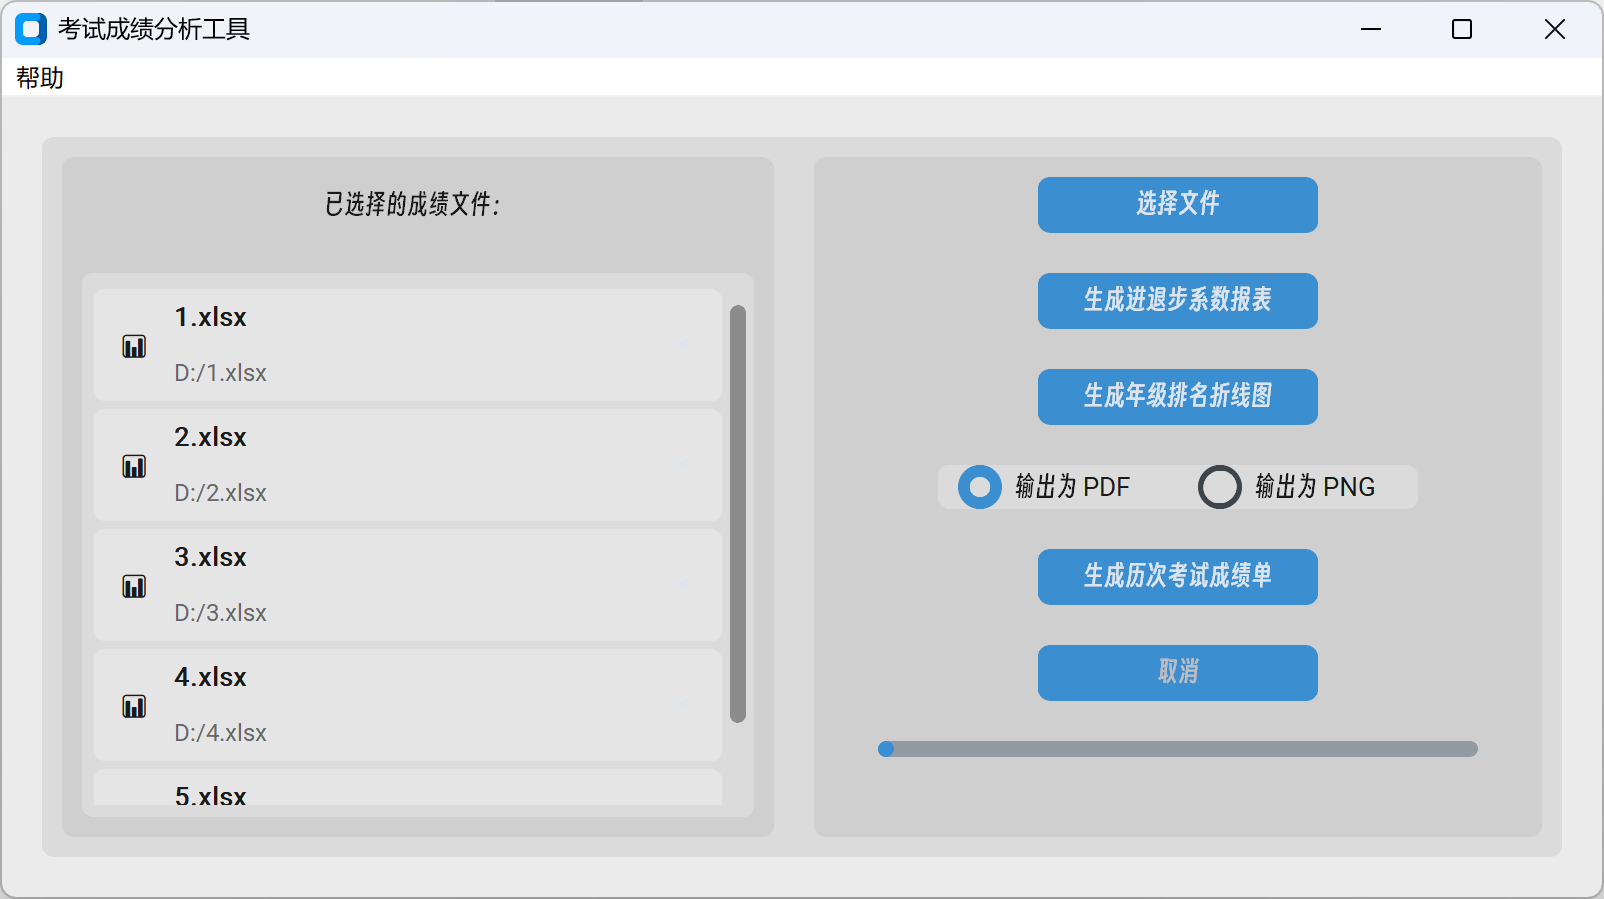 考试成绩分析工具
帮助
已选择的成绩文件：
1.xlsx
D:/1.xlsx
2.xlsx
D:/2.xlsx
3.xlsx
D:/3.xlsx
4.xlsx
D:/4.xlsx
5.xlsx
选择文件
生成进退步系数报表
生成年级排名折线图
输出为 PDF 输出为 PNG
生成历次考试成绩单
取消